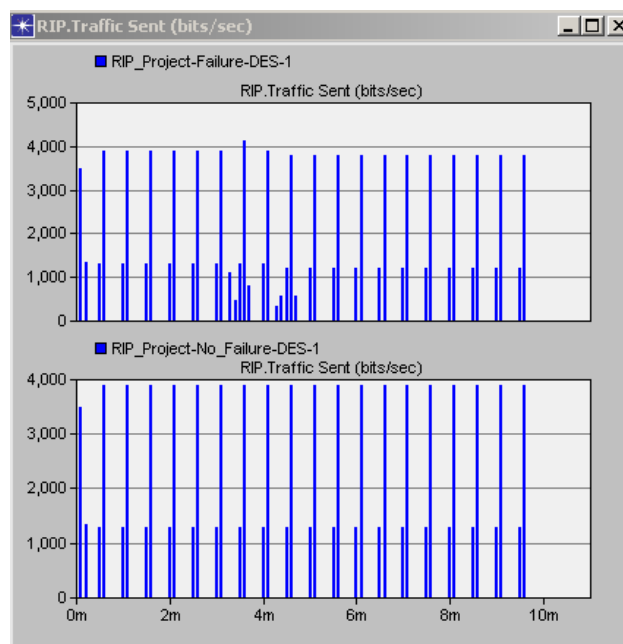 RIP.Traffic Sent (bits/sec)
RIP_Project-Failure-DES-1
RIP.Traffic Sent (bits/sec)
5,000
4,000
3,000
2,000
1,000
0
RIP_Project-No_Failure-DES-1
RIP.Traffic Sent (bits/sec)
4,000
3,000
2,000
1,000
0
0m 2m 4m 6m 8m 10m